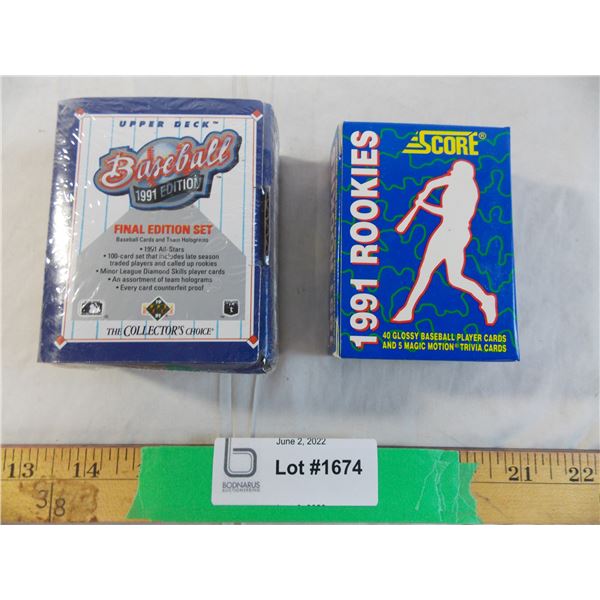 UPPER DECK™
Baseball
1991 EDITION
FINAL EDITION SET
Baseball Cards and Team Holograms
• 1991 All-Stars
• 100-card set that includes late season
traded players and called up rookies
• Minor League Diamond Skills player cards
• An assortment of team holograms
• Every card counterfeit proof
THE COLLECTOR'S CHOICE®
SCORE®
1991 ROOKIES
40 GLOSSY BASEBALL PLAYER CARDS
AND 5 MAGIC MOTION® TRIVIA CARDS
June 2, 2022
Lot #1674
BODNARUS
AUCTIONEERING
13 14 21 22
38